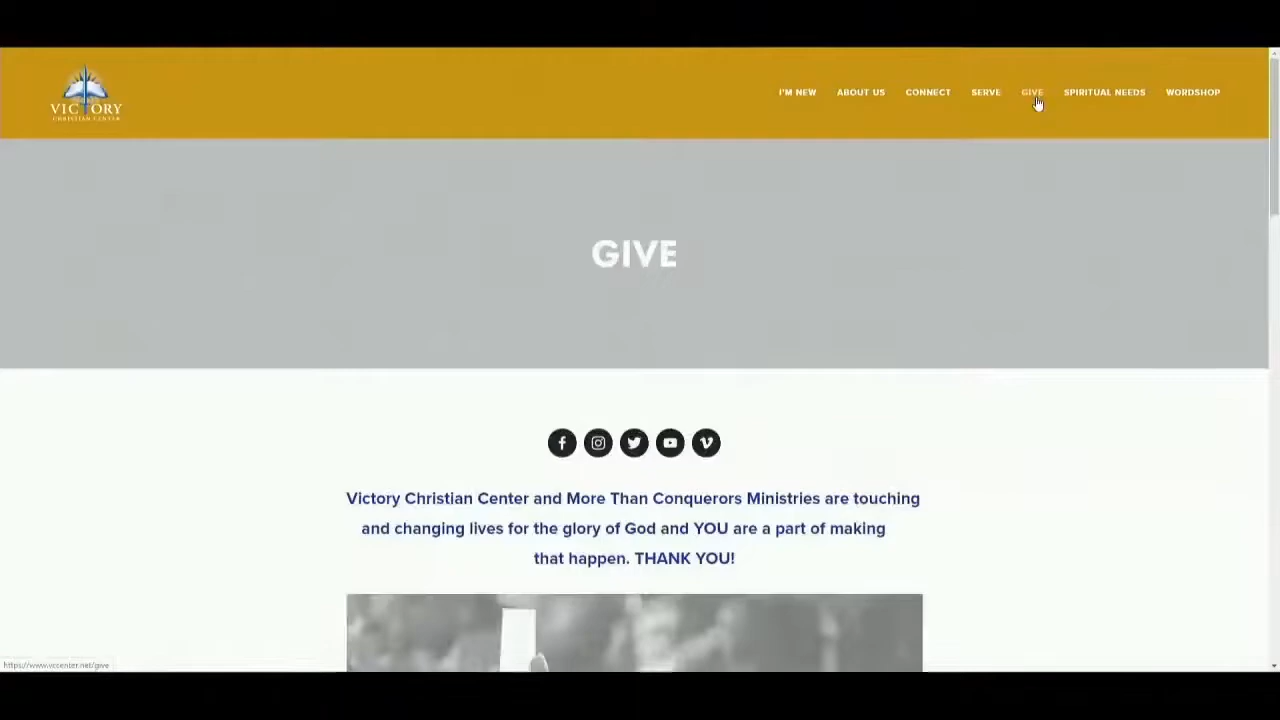 VICTORY
CHRISTIAN CENTER
I'M NEW
ABOUT US
CONNECT
SERVE
GIVE
SPIRITUAL NEEDS
WORDSHOP
GIVE
Victory Christian Center and More Than Conquerors Ministries are touching
and changing lives for the glory of God and YOU are a part of making
that happen. THANK YOU!
https://www.vccenter.net/give